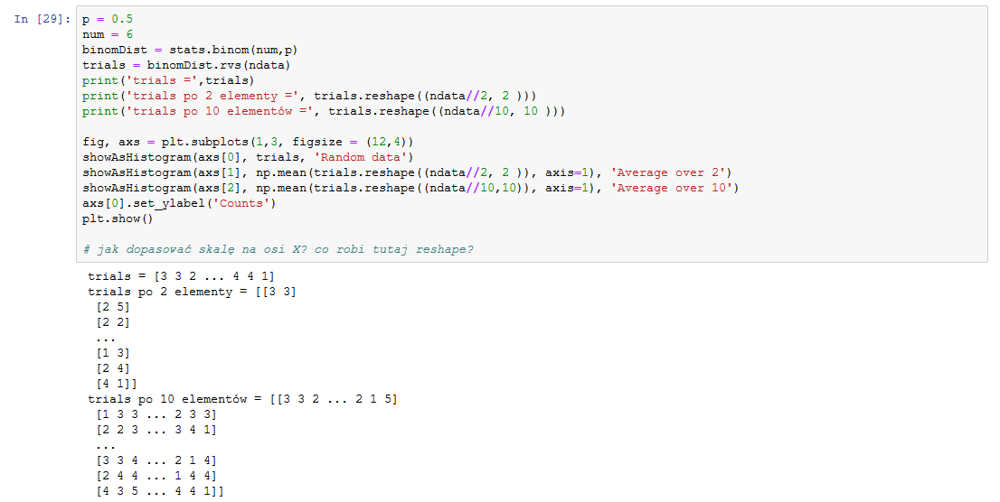 In [29]: p = 0.5
num = 6
binomDist = stats.binom(num,p)
trials = binomDist.rvs(ndata)
print('trials =',trials)
print('trials po 2 elementy =', trials.reshape((ndata//2, 2 )))
print('trials po 10 elementów =', trials.reshape((ndata//10, 10 )))
fig, axs = plt.subplots(1,3, figsize = (12,4))
showAsHistogram(axs[0], trials, 'Random data')
showAsHistogram(axs[1], np.mean(trials.reshape((ndata//2, 2 )), axis=1), 'Average over 2')
showAsHistogram(axs[2], np.mean(trials.reshape((ndata//10,10)), axis=1), 'Average over 10')
axs[0].set_ylabel('Counts')
plt.show()
# jak dopasować skalę na osi X? co robi tutaj reshape?
trials = [3 3 2 ... 4 4 1]
trials po 2 elementy = [[3 3]
[2 5]
[2 2]
...
[1 3]
[2 4]
[4 1]]
trials po 10 elementów = [[3 3 2 ... 2 1 5]
[1 3 3 ... 2 3 3]
[2 2 3 ... 3 4 1]
...
[3 3 4 ... 2 1 4]
[2 4 4 ... 1 4 4]
[4 3 5 ... 4 4 1]]